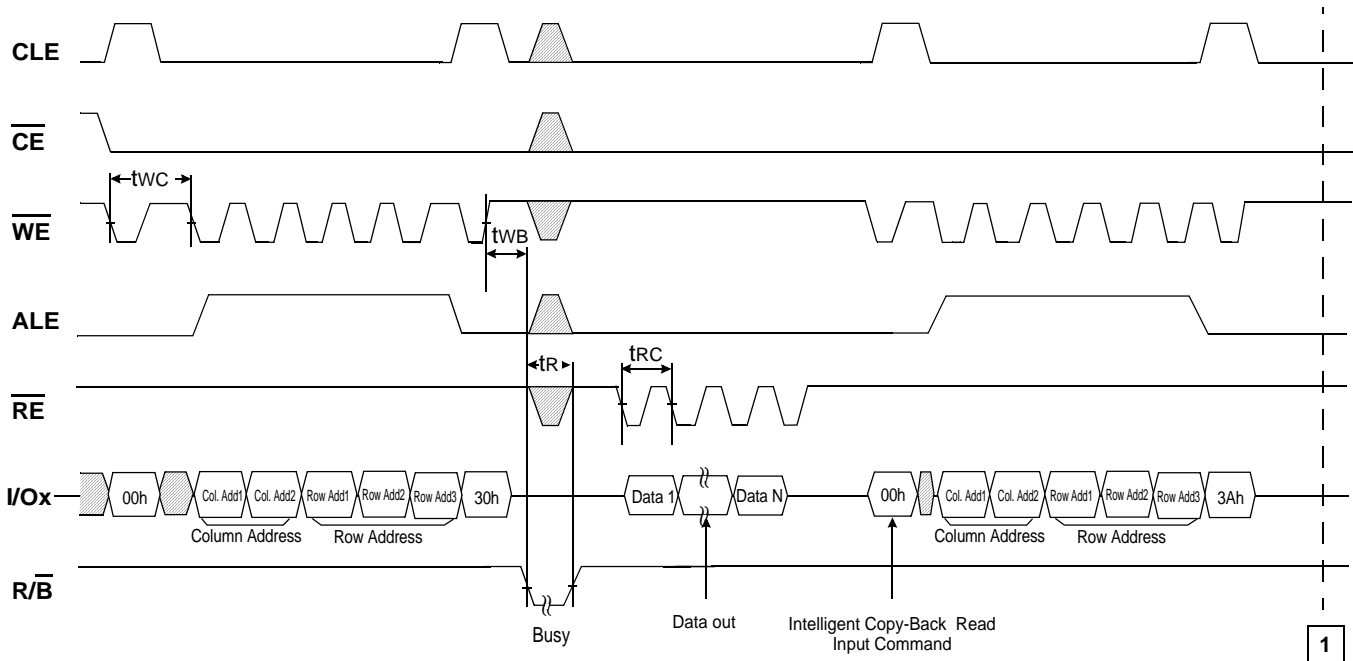 CLE
CE
tWC
WE
tWB
ALE
tR
tRC
RE
I/Ox
00h
Col. Add1
Col. Add2
Row Add1
Row Add2
Row Add3
30h
Data 1
Data N
00h
Col. Add1
Col. Add2
Row Add1
Row Add2
Row Add3
3Ah
Column Address
Row Address
Column Address
Row Address
R/B
Busy
Data out
Intelligent Copy-Back Read
Input Command
1